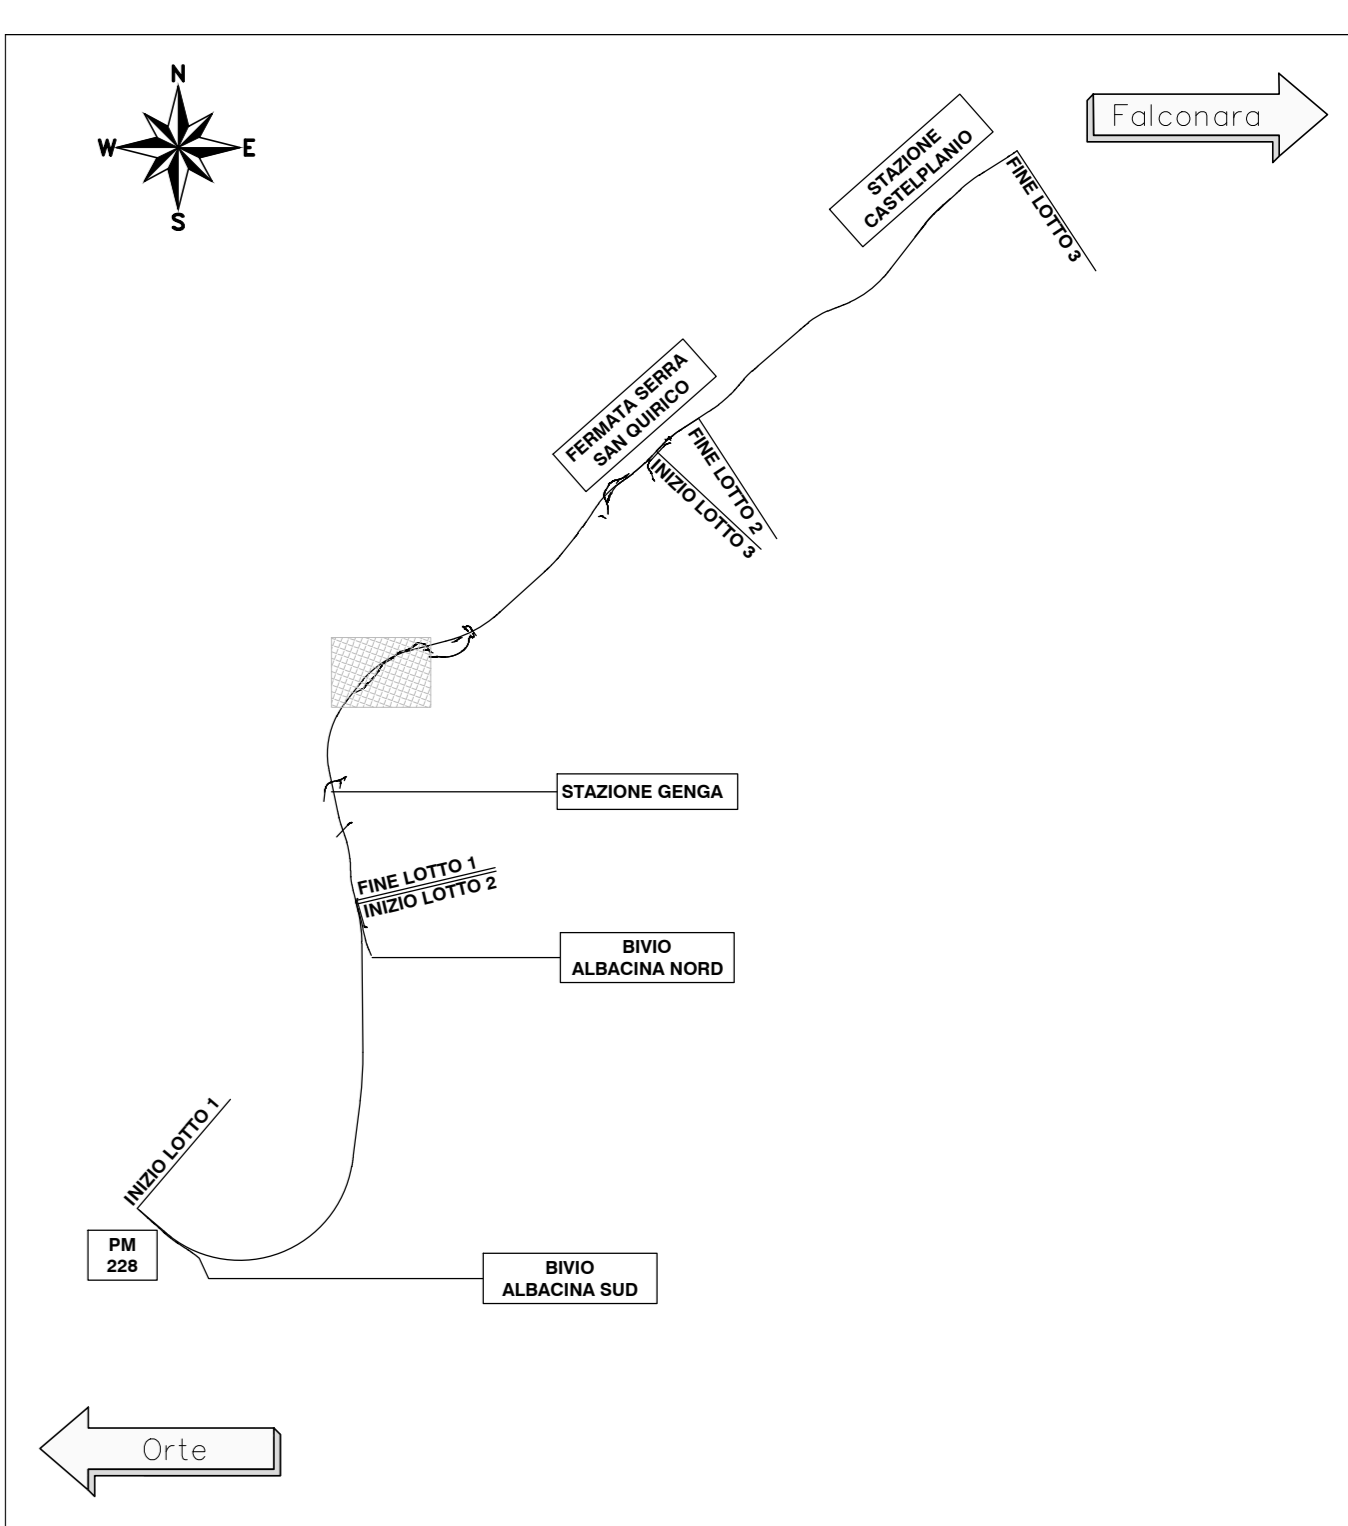 N
W
E
S
Falconara
STAZIONE
CASTELPLANIO
FINE LOTTO 3
FERMATA SERRA
SAN QUIRICO
FINE LOTTO 2
INIZIO LOTTO 3
STAZIONE GENGA
FINE LOTTO 1
INIZIO LOTTO 2
BIVIO
ALBACINA NORD
INIZIO LOTTO 1
PM
228
BIVIO
ALBACINA SUD
Orte